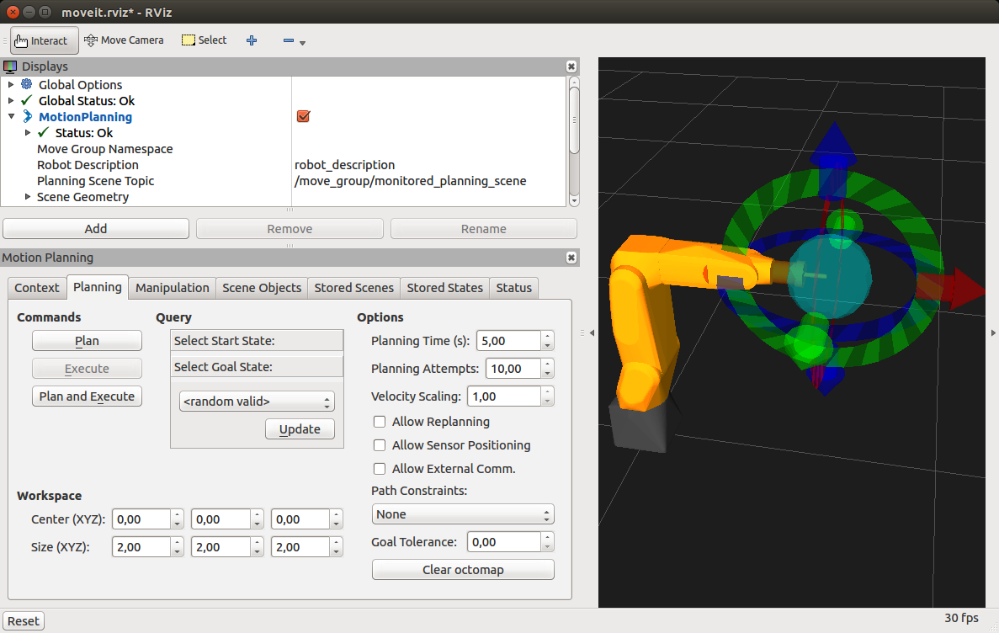 moveit.rviz* - RViz
Interact Move Camera Select
Displays
Global Options
Global Status: Ok
MotionPlanning
Status: Ok
Move Group Namespace
Robot Description robot_description
Planning Scene Topic /move_group/monitored_planning_scene
Scene Geometry
Add Remove Rename
Motion Planning
Context Planning Manipulation Scene Objects Stored Scenes Stored States Status
Commands Query Options
Plan Select Start State: Planning Time (s): 5,00
Execute Select Goal State: Planning Attempts: 10,00
Plan and Execute <random valid> Velocity Scaling: 1,00
Update Allow Replanning
Allow Sensor Positioning
Allow External Comm.
Workspace Path Constraints:
Center (XYZ): 0,00 0,00 0,00 None
Size (XYZ): 2,00 2,00 2,00 Goal Tolerance: 0,00
Clear octomap
Reset 30 fps